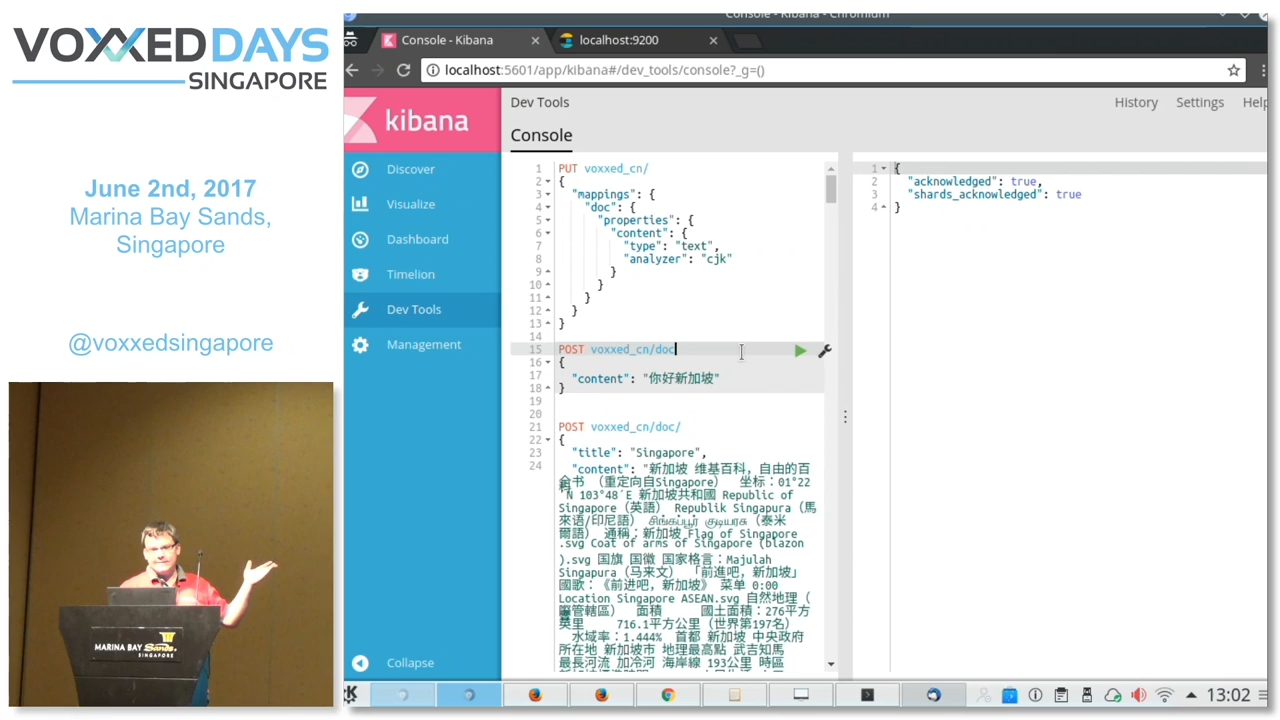 VOXXED DAYS
SINGAPORE
June 2nd, 2017
Marina Bay Sands,
Singapore
@voxxedsingapore
MARINA BAY Sands.
SINGAPORE
Console - Kibana - Chromium
Console - Kibana
localhost:9200
localhost:5601/app/kibana#/dev_tools/console?_g=()
kibana
Discover
Visualize
Dashboard
Timelion
Dev Tools
Management
Collapse
Dev Tools
History
Settings
Help
Console
1 PUT voxxed_cn/
2 {
3 "mappings": {
4 "doc": {
5 "properties": {
6 "content": {
7 "type": "text",
8 "analyzer": "cjk"
9 }
10 }
11 }
12 }
13 }
14
15 POST voxxed_cn/doc
16 {
17 "content": "你好新加坡"
18 }
19
20
21 POST voxxed_cn/doc/
22 {
23 "title": "Singapore",
24 "content": "新加坡 维基百科，自由的百
科全书 （重定向自Singapore） 坐标：01°22
′N 103°48′E 新加坡共和國 Republic of
Singapore（英語） Republik Singapura（馬
來语/印尼語） சிங்கப்பூர் குடியரசு（泰米
爾語） 通稱：新加坡 Flag of Singapore
.svg Coat of arms of Singapore (blazon
).svg 国旗 国徽 国家格言：Majulah
Singapura（马来文） 「前進吧，新加坡」
國歌：《前进吧，新加坡》 菜单 0:00
Location Singapore ASEAN.svg 自然地理（
管轄區） 面積 國土面積：276平方
英里 716.1平方公里（世界第197名）
水域率：1.444% 首都 新加坡 中央政府
所在地 新加坡市 地理最高點 武吉知馬
最長河流 加冷河 海岸線 193公里 時區
1 {
2 "acknowledged": true,
3 "shards_acknowledged": true
4 }
13:02